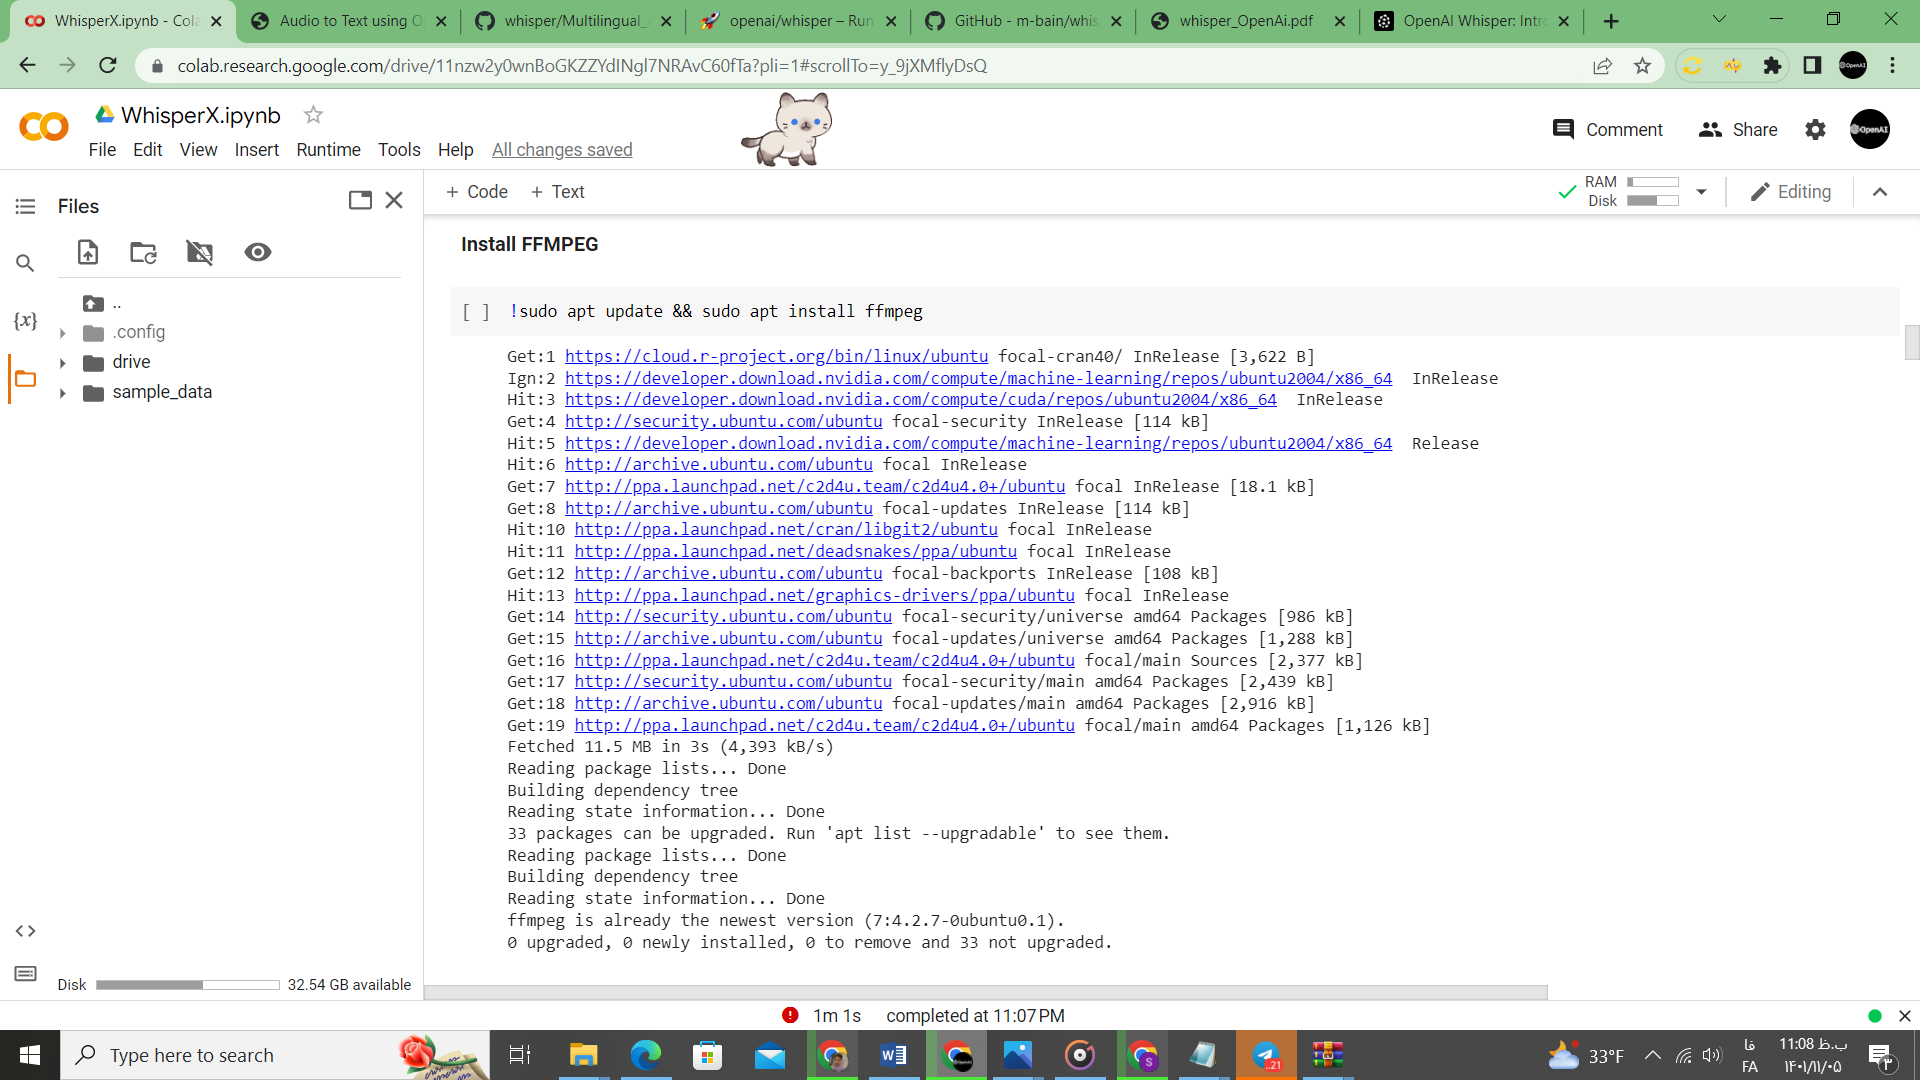 WhisperX.ipynb - Cola
Audio to Text using O
whisper/Multilingual_
openai/whisper – Run
GitHub - m-bain/whis
whisper_OpenAi.pdf
OpenAI Whisper: Intro
colab.research.google.com/drive/11nzw2y0wnBoGKZZYdINgl7NRAvC60fTa?pli=1#scrollTo=y_9jXMflyDsQ
WhisperX.ipynb
File Edit View Insert Runtime Tools Help All changes saved
Comment Share OpenAI
Files
..
.config
drive
sample_data
Disk 32.54 GB available
+ Code + Text
RAM
Disk
Editing
Install FFMPEG
[ ] !sudo apt update && sudo apt install ffmpeg
Get:1 https://cloud.r-project.org/bin/linux/ubuntu focal-cran40/ InRelease [3,622 B]
Ign:2 https://developer.download.nvidia.com/compute/machine-learning/repos/ubuntu2004/x86_64 InRelease
Hit:3 https://developer.download.nvidia.com/compute/cuda/repos/ubuntu2004/x86_64 InRelease
Get:4 http://security.ubuntu.com/ubuntu focal-security InRelease [114 kB]
Hit:5 https://developer.download.nvidia.com/compute/machine-learning/repos/ubuntu2004/x86_64 Release
Hit:6 http://archive.ubuntu.com/ubuntu focal InRelease
Get:7 http://ppa.launchpad.net/c2d4u.team/c2d4u4.0+/ubuntu focal InRelease [18.1 kB]
Get:8 http://archive.ubuntu.com/ubuntu focal-updates InRelease [114 kB]
Hit:10 http://ppa.launchpad.net/cran/libgit2/ubuntu focal InRelease
Hit:11 http://ppa.launchpad.net/deadsnakes/ppa/ubuntu focal InRelease
Get:12 http://archive.ubuntu.com/ubuntu focal-backports InRelease [108 kB]
Hit:13 http://ppa.launchpad.net/graphics-drivers/ppa/ubuntu focal InRelease
Get:14 http://security.ubuntu.com/ubuntu focal-security/universe amd64 Packages [986 kB]
Get:15 http://archive.ubuntu.com/ubuntu focal-updates/universe amd64 Packages [1,288 kB]
Get:16 http://ppa.launchpad.net/c2d4u.team/c2d4u4.0+/ubuntu focal/main Sources [2,377 kB]
Get:17 http://security.ubuntu.com/ubuntu focal-security/main amd64 Packages [2,439 kB]
Get:18 http://archive.ubuntu.com/ubuntu focal-updates/main amd64 Packages [2,916 kB]
Get:19 http://ppa.launchpad.net/c2d4u.team/c2d4u4.0+/ubuntu focal/main amd64 Packages [1,126 kB]
Fetched 11.5 MB in 3s (4,393 kB/s)
Reading package lists... Done
Building dependency tree
Reading state information... Done
33 packages can be upgraded. Run 'apt list --upgradable' to see them.
Reading package lists... Done
Building dependency tree
Reading state information... Done
ffmpeg is already the newest version (7:4.2.7-0ubuntu0.1).
0 upgraded, 0 newly installed, 0 to remove and 33 not upgraded.
1m 1s completed at 11:07 PM
Type here to search
..21
33°F
فا
FA
11:08 ب.ظ
۱۴۰۱/۱۱/۰۵
۳